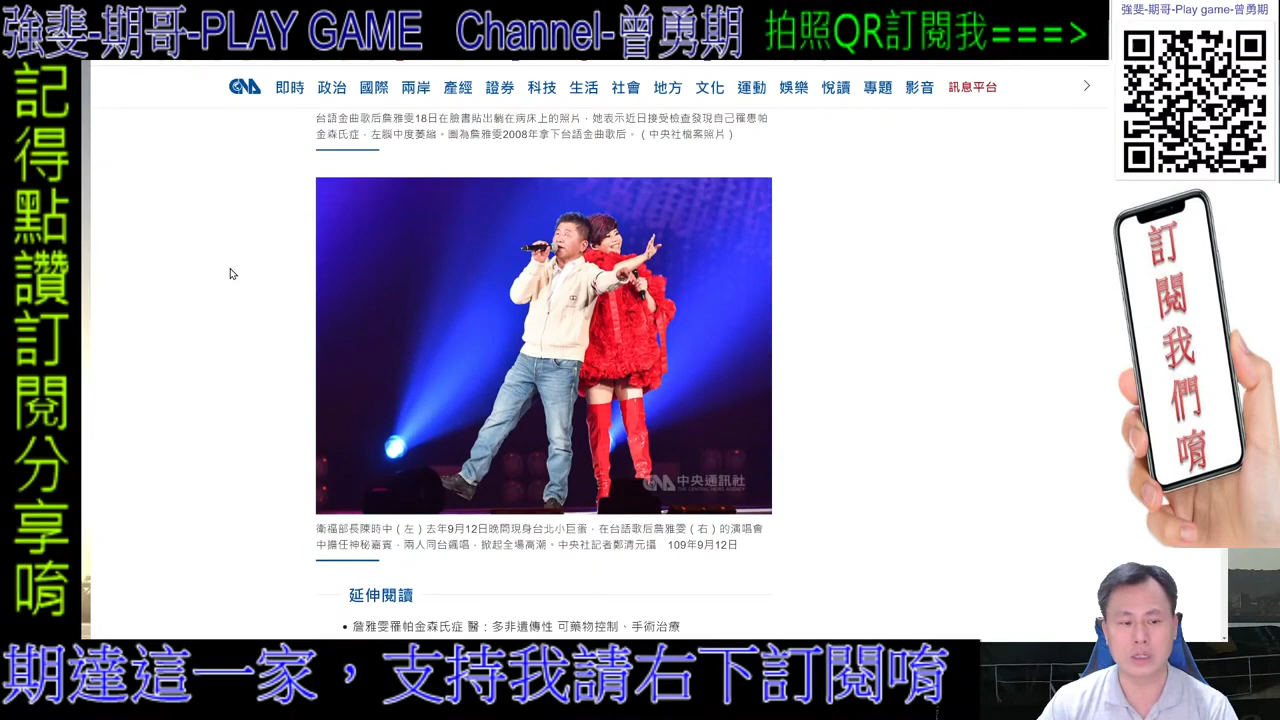 強斐-期哥-PLAY GAME Channel-曾勇期
拍照QR訂閱我===>
強斐-期哥-Play game-曾勇期
記得點讚訂閱分享唷
CNA 即時 政治 國際 兩岸 產經 證券 科技 生活 社會 地方 文化 運動 娛樂 悅讀 專題 影音 訊息平台
台語金曲歌后詹雅雯18日在臉書貼出躺在病床上的照片，她表示近日接受檢查發現自己罹患帕
金森氏症，左腦中度萎縮。圖為詹雅雯2008年拿下台語金曲歌后。（中央社檔案照片）
CNA 中央通訊社
THE CENTRAL NEWS AGENCY
衛福部長陳時中（左）去年9月12日晚間現身台北小巨蛋，在台語歌后詹雅雯（右）的演唱會
中擔任神秘嘉賓，兩人同台飆唱，掀起全場高潮。中央社記者鄭清元攝 109年9月12日
延伸閱讀
• 詹雅雯罹帕金森氏症 醫：多非遺傳性 可藥物控制、手術治療
訂閱我們唷
期達這一家，支持我請右下訂閱唷